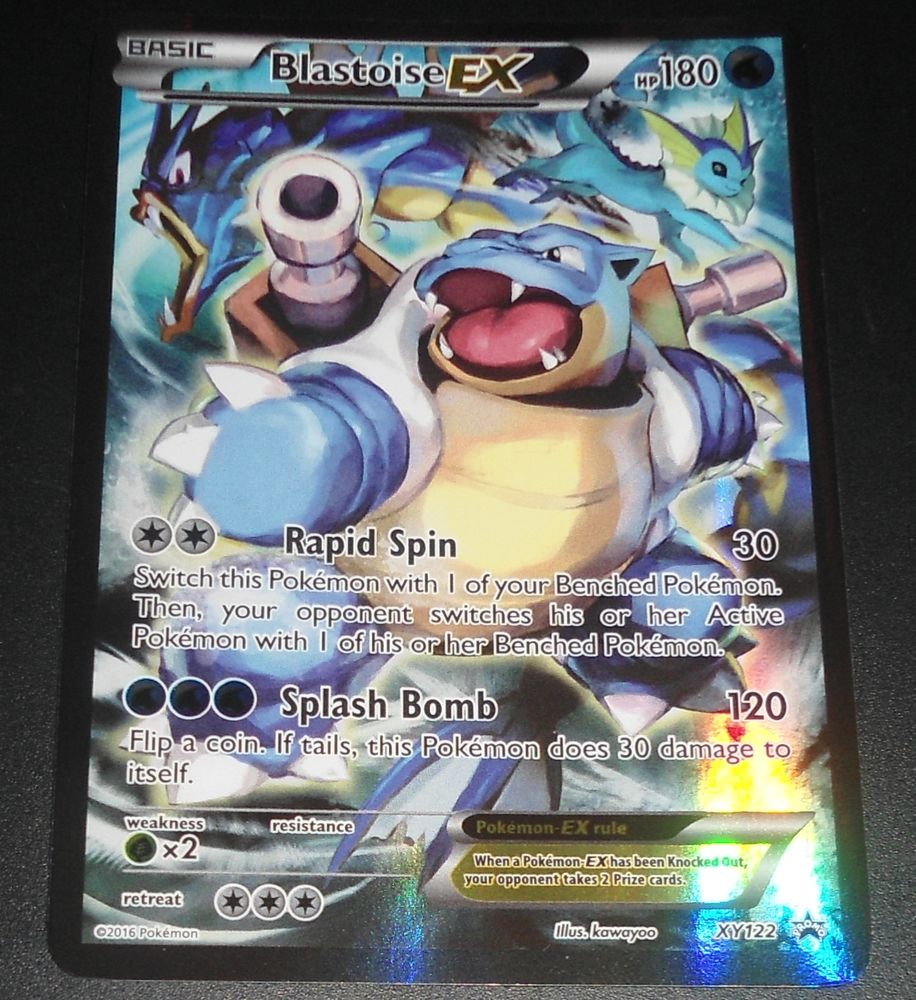 BASIC
Blastoise EX HP180
Rapid Spin 30
Switch this Pokémon with 1 of your Benched Pokémon.
Then, your opponent switches his or her Active
Pokémon with 1 of his or her Benched Pokémon.
Splash Bomb 120
Flip a coin. If tails, this Pokémon does 30 damage to
itself.
weakness resistance
×2
retreat
Pokémon-EX rule
When a Pokémon-EX has been Knocked Out,
your opponent takes 2 Prize cards.
©2016 Pokémon Illus. kawayoo XY122 PROMO